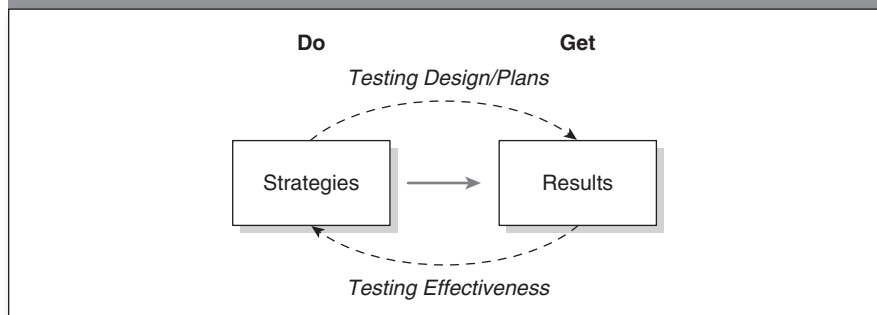 Do
Get
Testing Design/Plans
Strategies
Results
Testing Effectiveness